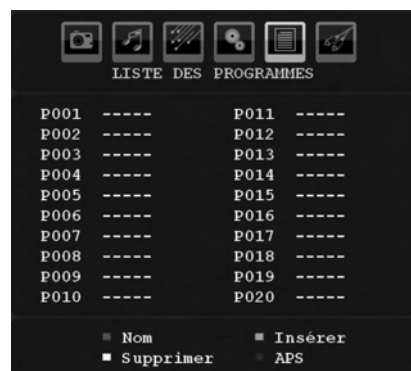 LISTE DES PROGRAMMES
P001 ----- P011 -----
P002 ----- P012 -----
P003 ----- P013 -----
P004 ----- P014 -----
P005 ----- P015 -----
P006 ----- P016 -----
P007 ----- P017 -----
P008 ----- P018 -----
P009 ----- P019 -----
P010 ----- P020 -----
Nom Insérer
Supprimer APS